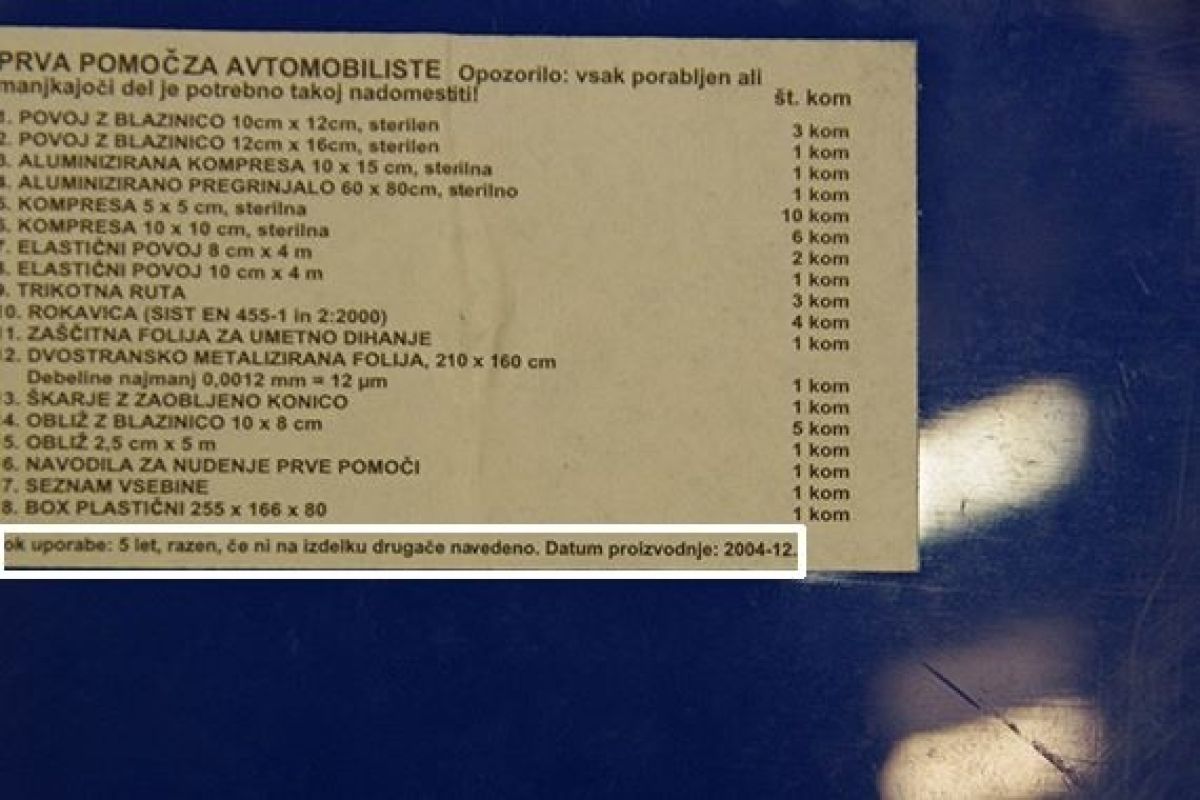 PRVA POMOČZA AVTOMOBILISTE Opozorilo: vsak porabljen ali
manjkajoči del je potrebno takoj nadomestiti! št. kom
1. POVOJ Z BLAZINICO 10cm x 12cm, sterilen 3 kom
2. POVOJ Z BLAZINICO 12cm x 16cm, sterilen 1 kom
3. ALUMINIZIRANA KOMPRESA 10 x 15 cm, sterilna 1 kom
4. ALUMINIZIRANO PREGRINJALO 60 x 80cm, sterilno 1 kom
5. KOMPRESA 5 x 5 cm, sterilna 10 kom
6. KOMPRESA 10 x 10 cm, sterilna 6 kom
7. ELASTIČNI POVOJ 8 cm x 4 m 2 kom
8. ELASTIČNI POVOJ 10 cm x 4 m 1 kom
9. TRIKOTNA RUTA 3 kom
10. ROKAVICA (SIST EN 455-1 in 2:2000) 4 kom
11. ZAŠČITNA FOLIJA ZA UMETNO DIHANJE 1 kom
12. DVOSTRANSKO METALIZIRANA FOLIJA, 210 x 160 cm
Debeline najmanj 0,0012 mm = 12 µm 1 kom
3. ŠKARJE Z ZAOBLJENO KONICO 1 kom
4. OBLIŽ Z BLAZINICO 10 x 8 cm 5 kom
5. OBLIŽ 2,5 cm x 5 m 1 kom
6. NAVODILA ZA NUDENJE PRVE POMOČI 1 kom
7. SEZNAM VSEBINE 1 kom
8. BOX PLASTIČNI 255 x 166 x 80 1 kom
ok uporabe: 5 let, razen, če ni na izdelku drugače navedeno. Datum proizvodnje: 2004-12.